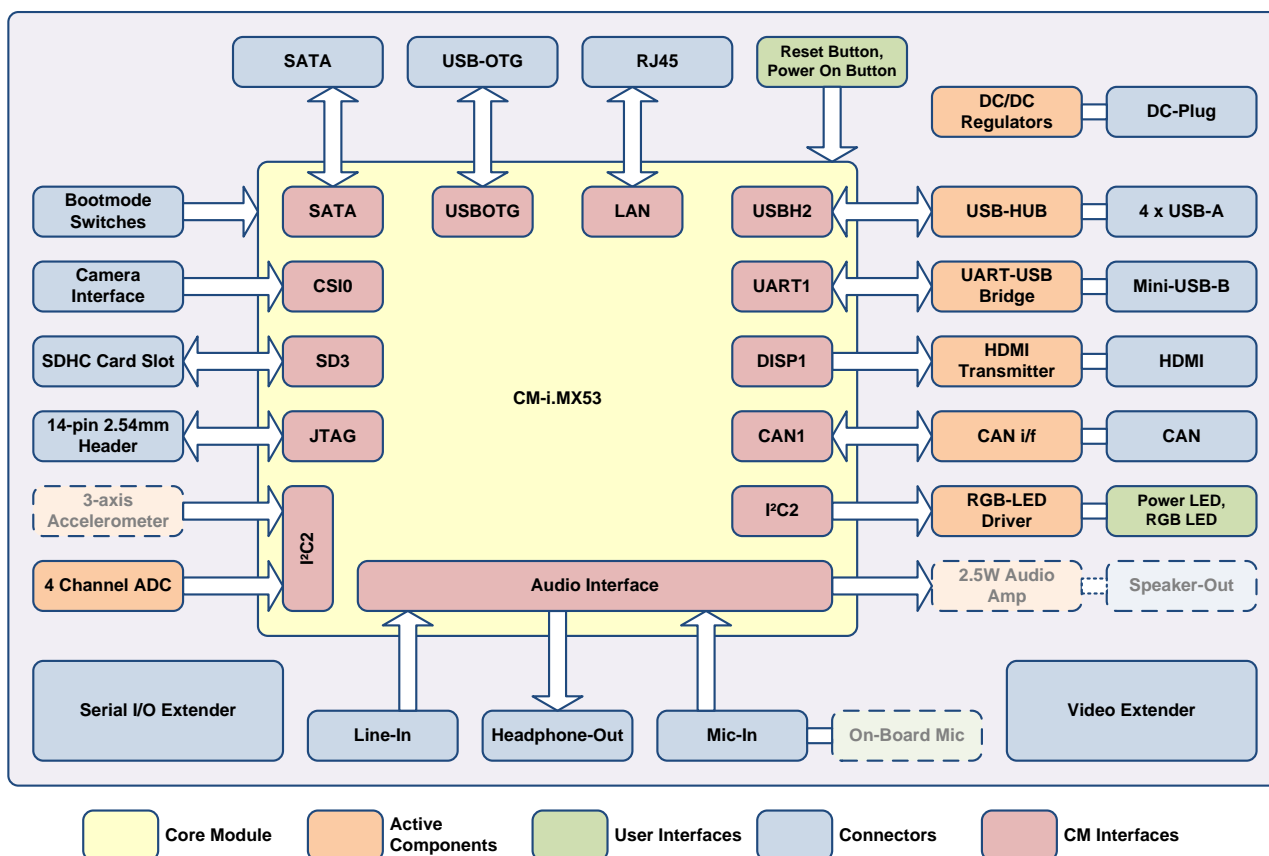 SATA
USB-OTG
RJ45
Reset Button,
Power On Button
DC/DC
Regulators
DC-Plug
Bootmode
Switches
SATA
USBOTG
LAN
USBH2
USB-HUB
4 x USB-A
Camera
Interface
CSI0
UART1
UART-USB
Bridge
Mini-USB-B
SDHC Card Slot
SD3
DISP1
HDMI
Transmitter
HDMI
CM-i.MX53
14-pin 2.54mm
Header
JTAG
CAN1
CAN i/f
CAN
3-axis
Accelerometer
I²C2
I²C2
RGB-LED
Driver
Power LED,
RGB LED
4 Channel ADC
Audio Interface
2.5W Audio
Amp
Speaker-Out
Serial I/O Extender
Line-In
Headphone-Out
Mic-In
On-Board Mic
Video Extender
Core Module
Active
Components
User Interfaces
Connectors
CM Interfaces